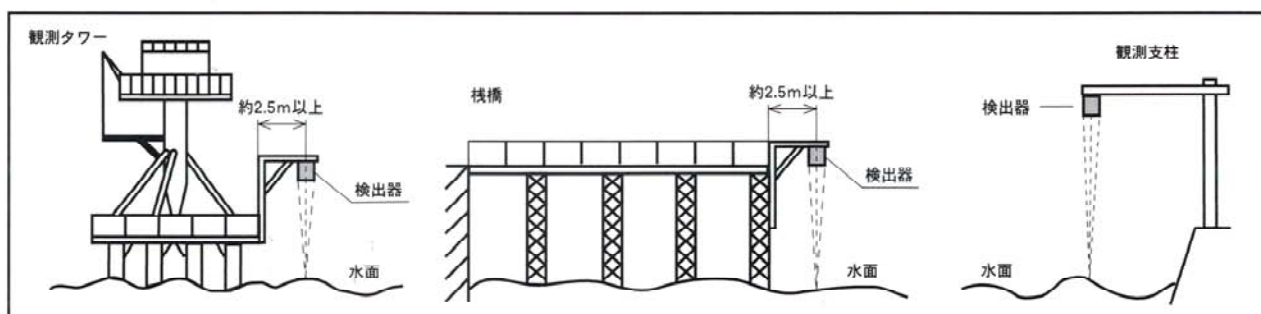 観測タワー
約2.5m以上
検出器
水面
桟橋
約2.5m以上
検出器
水面
観測支柱
検出器
水面